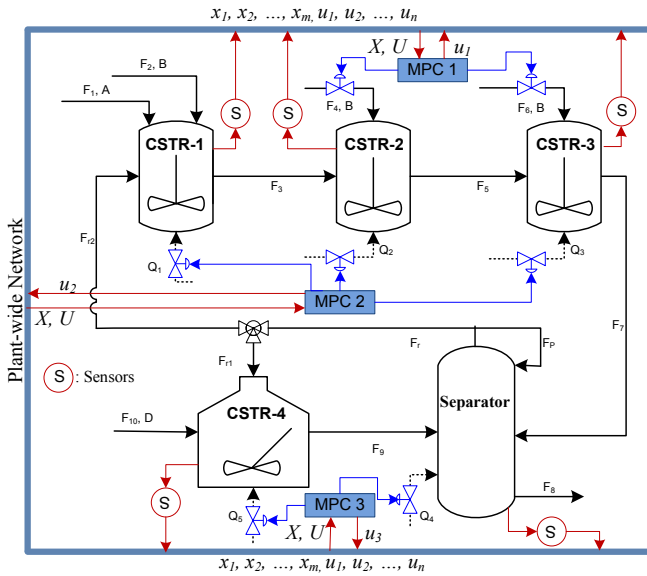 x1, x2, ..., xm, u1, u2, ..., un
X, U
u1
MPC 1
F2, B
F1, A
F4, B
F6, B
S
S
S
CSTR-1
CSTR-2
CSTR-3
F3
F5
Fr2
Q1
Q2
Q3
u2
MPC 2
X, U
Plant-wide Network
F7
Fr1
Fr
FP
S : Sensors
CSTR-4
Separator
F10, D
F9
F8
S
Q5
MPC 3
Q4
S
X, U
u3
x1, x2, ..., xm, u1, u2, ..., un